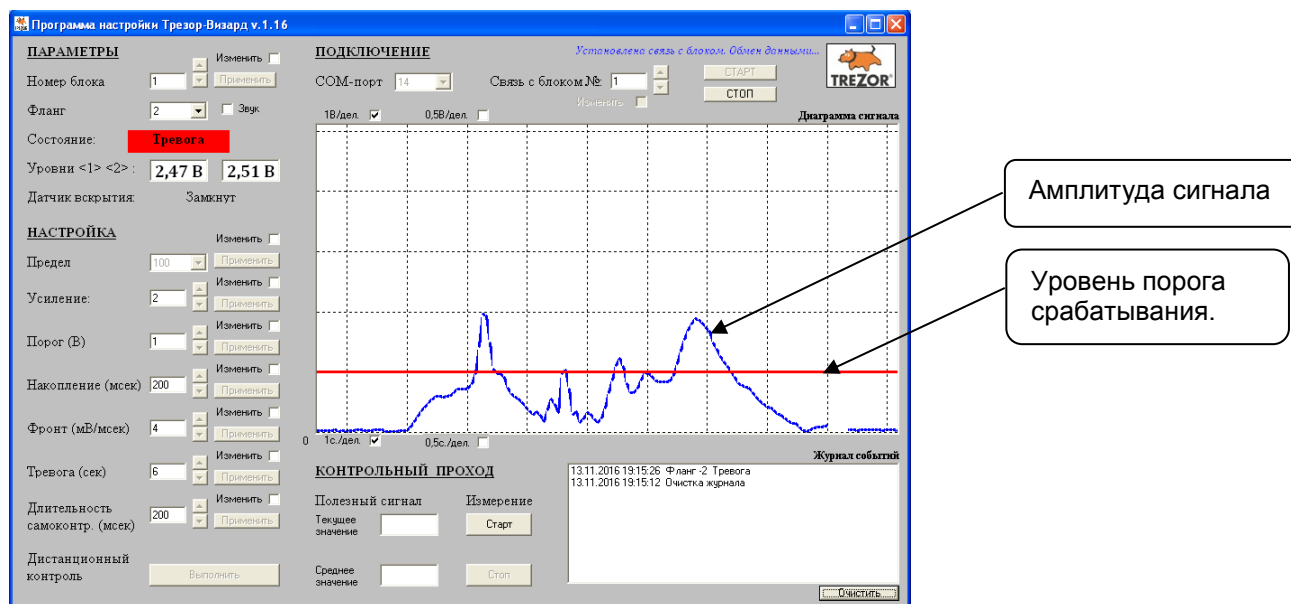 Программа настройки Трезор-Визард v.1.16
ПАРАМЕТРЫ
Изменить
Номер блока
1
Применить
Фланг
2
Звук
Состояние:
Тревога
Уровни <1> <2> :
2,47 В
2,51 В
Датчик вскрытия:
Замкнут
НАСТРОЙКА
Изменить
Предел
100
Применить
Изменить
Усиление:
2
Применить
Изменить
Порог (В)
1
Применить
Изменить
Накопление (мсек)
200
Применить
Изменить
Фронт (мВ/мсек)
4
Применить
Изменить
Тревога (сек)
6
Применить
Изменить
Длительность
самоконтр. (мсек)
200
Применить
Дистанционный
контроль
Выполнить
ПОДКЛЮЧЕНИЕ
Установлена связь с блоком. Обмен данными...
COM-порт
14
Связь с блоком №:
1
Изменить
СТАРТ
СТОП
TREZOR
1В/дел.
0,5В/дел.
Диаграмма сигнала
0
1с./дел.
0,5с./дел.
КОНТРОЛЬНЫЙ ПРОХОД
Полезный сигнал
Измерение
Текущее
значение
Старт
Среднее
значение
Стоп
Журнал событий
13.11.2016 19:15:26 Фланг -2 Тревога
13.11.2016 19:15:12 Очистка журнала
Очистить
Амплитуда сигнала
Уровень порога
срабатывания.